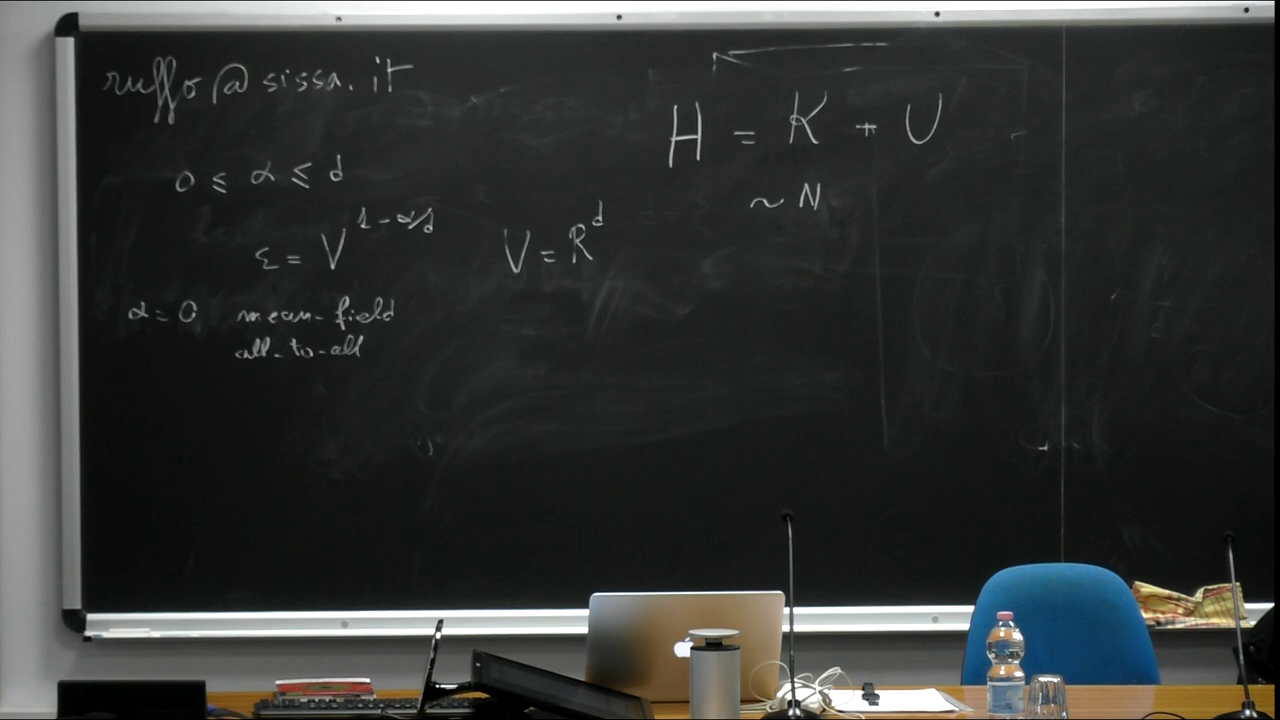 ruffo@sissa.it
0 ≤ α ≤ d
ε = V^{1-α/d}
V = R^d
α = 0 mean-field
all-to-all
H = K + U
~ N